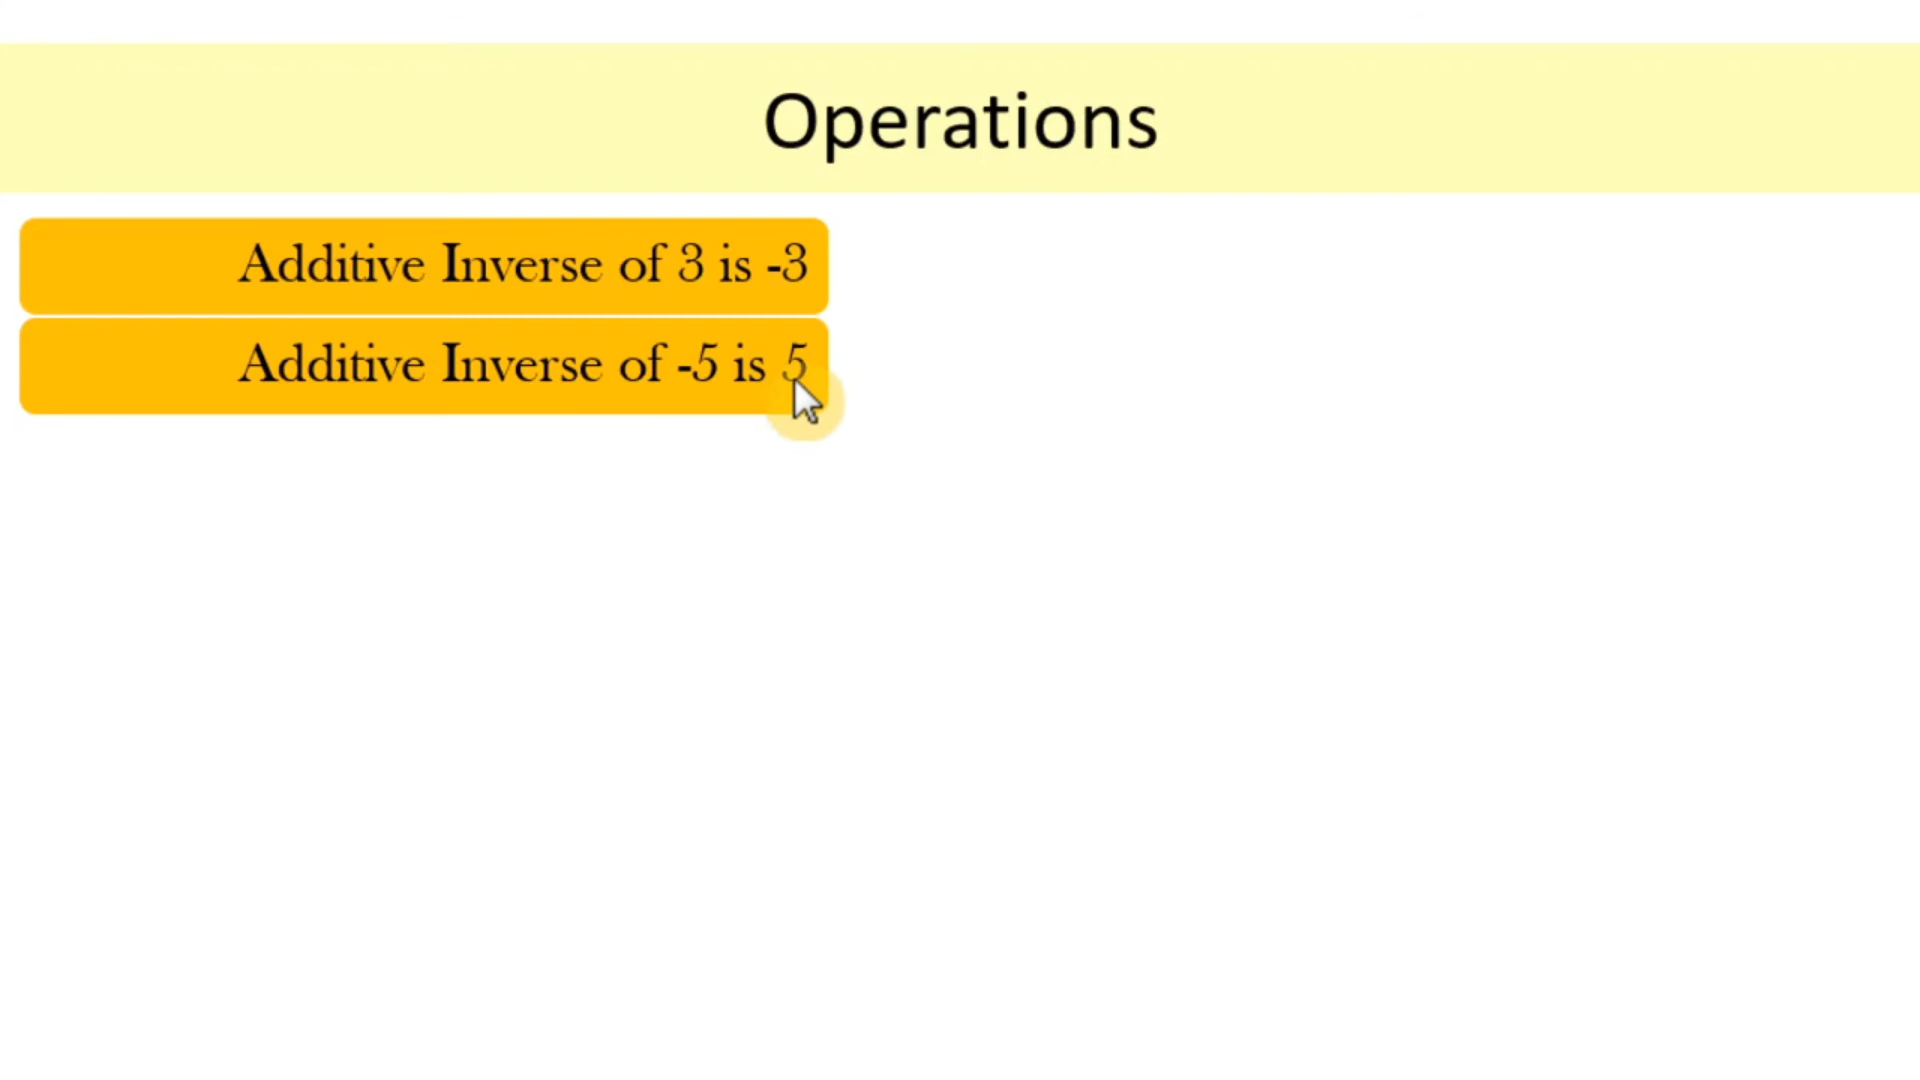 Operations
Additive Inverse of 3 is -3
Additive Inverse of -5 is 5